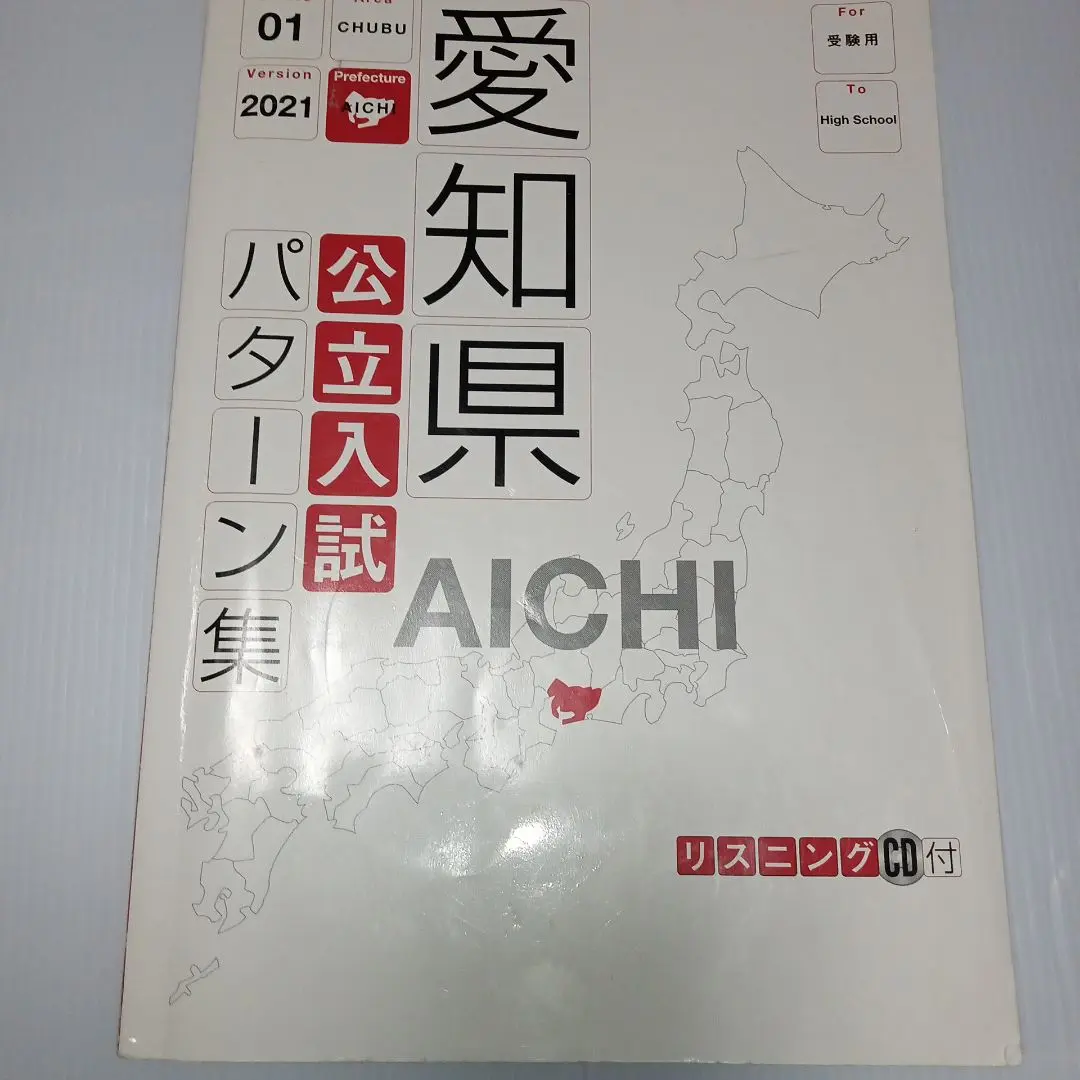 01
Area
CHUBU
Version
2021
Prefecture
AICHI
愛知県
公立入試
パターン集
For
受験用
To
High School
AICHI
リスニングCD付